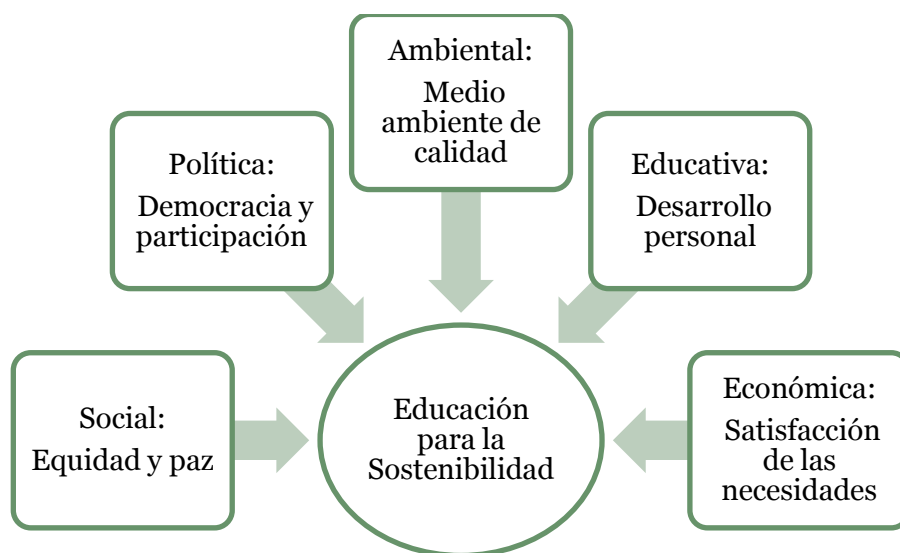 Ambiental:
Medio
ambiente de
calidad
Política:
Democracia y
participación
Educativa:
Desarrollo
personal
Social:
Equidad y paz
Educación
para la
Sostenibilidad
Económica:
Satisfacción
de las
necesidades